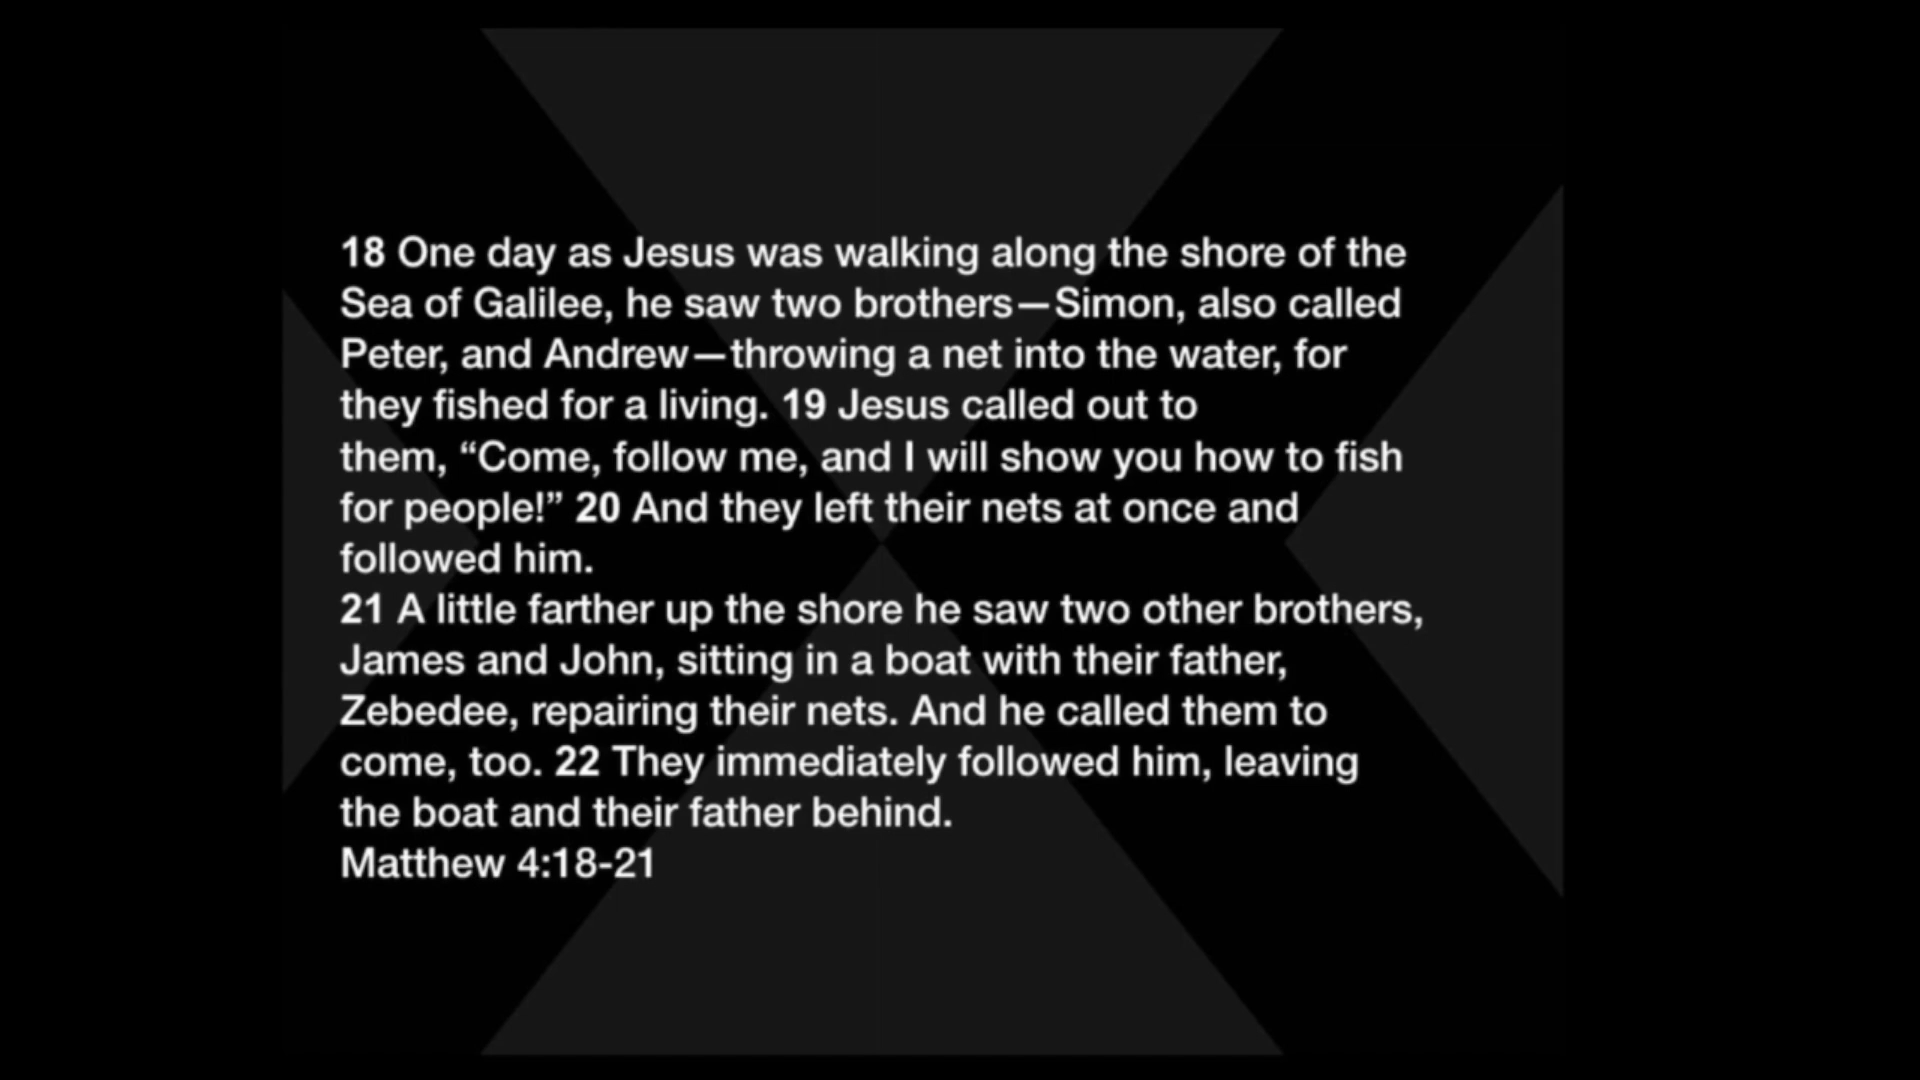 18 One day as Jesus was walking along the shore of the
Sea of Galilee, he saw two brothers—Simon, also called
Peter, and Andrew—throwing a net into the water, for
they fished for a living. 19 Jesus called out to
them, “Come, follow me, and I will show you how to fish
for people!” 20 And they left their nets at once and
followed him.
21 A little farther up the shore he saw two other brothers,
James and John, sitting in a boat with their father,
Zebedee, repairing their nets. And he called them to
come, too. 22 They immediately followed him, leaving
the boat and their father behind.
Matthew 4:18-21